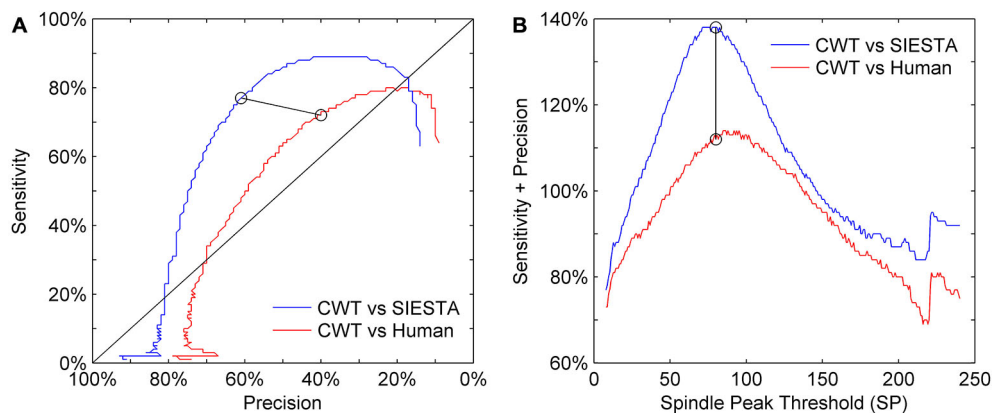 A
100%
80%
60%
40%
20%
0%
Sensitivity
CWT vs SIESTA
CWT vs Human
100% 80% 60% 40% 20% 0%
Precision
B
140%
120%
100%
80%
60%
Sensitivity + Precision
CWT vs SIESTA
CWT vs Human
0 50 100 150 200 250
Spindle Peak Threshold (SP)